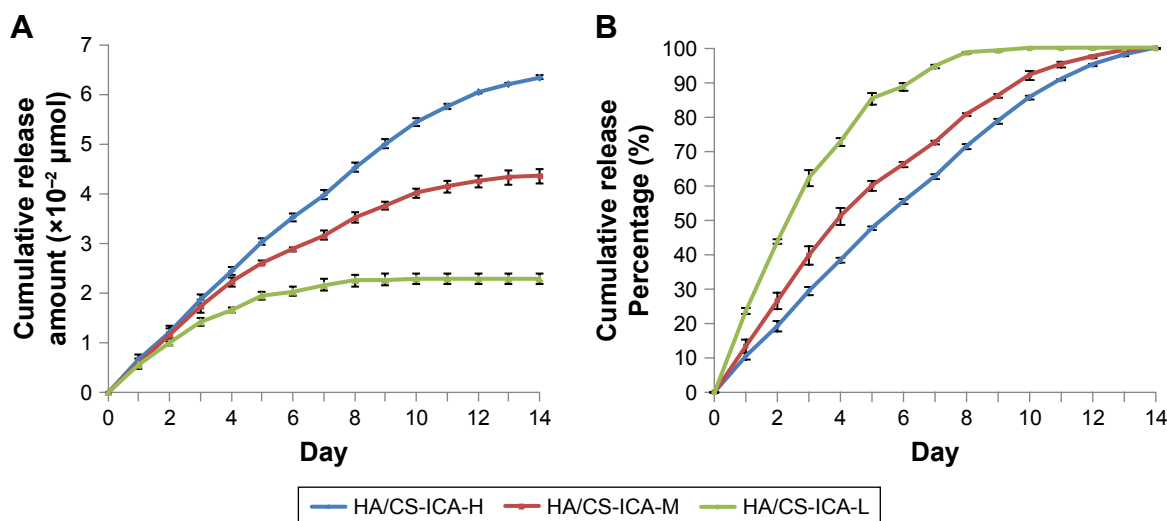 A
Cumulative release
amount (×10⁻² μmol)
7
6
5
4
3
2
1
0
0 2 4 6 8 10 12 14
Day
B
Cumulative release
Percentage (%)
100
90
80
70
60
50
40
30
20
10
0
0 2 4 6 8 10 12 14
Day
HA/CS-ICA-H HA/CS-ICA-M HA/CS-ICA-L